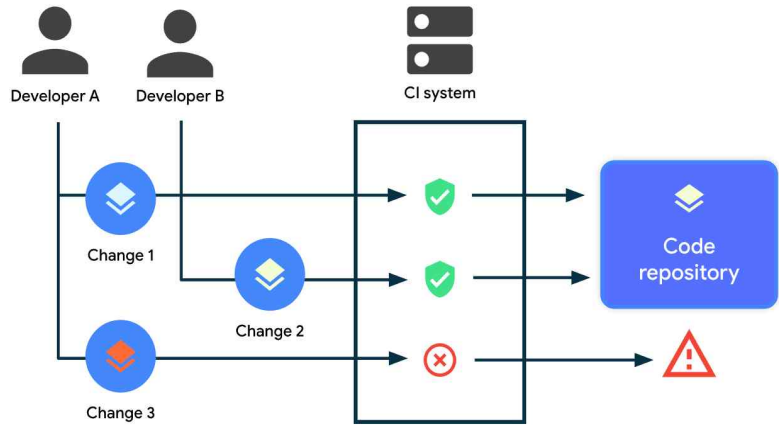 Developer A
Developer B
CI system
Change 1
Code
repository
Change 2
Change 3